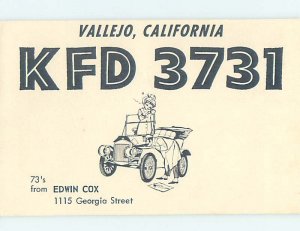 VALLEJO, CALIFORNIA
KFD 3731
73's
from EDWIN COX
1115 Georgia Street